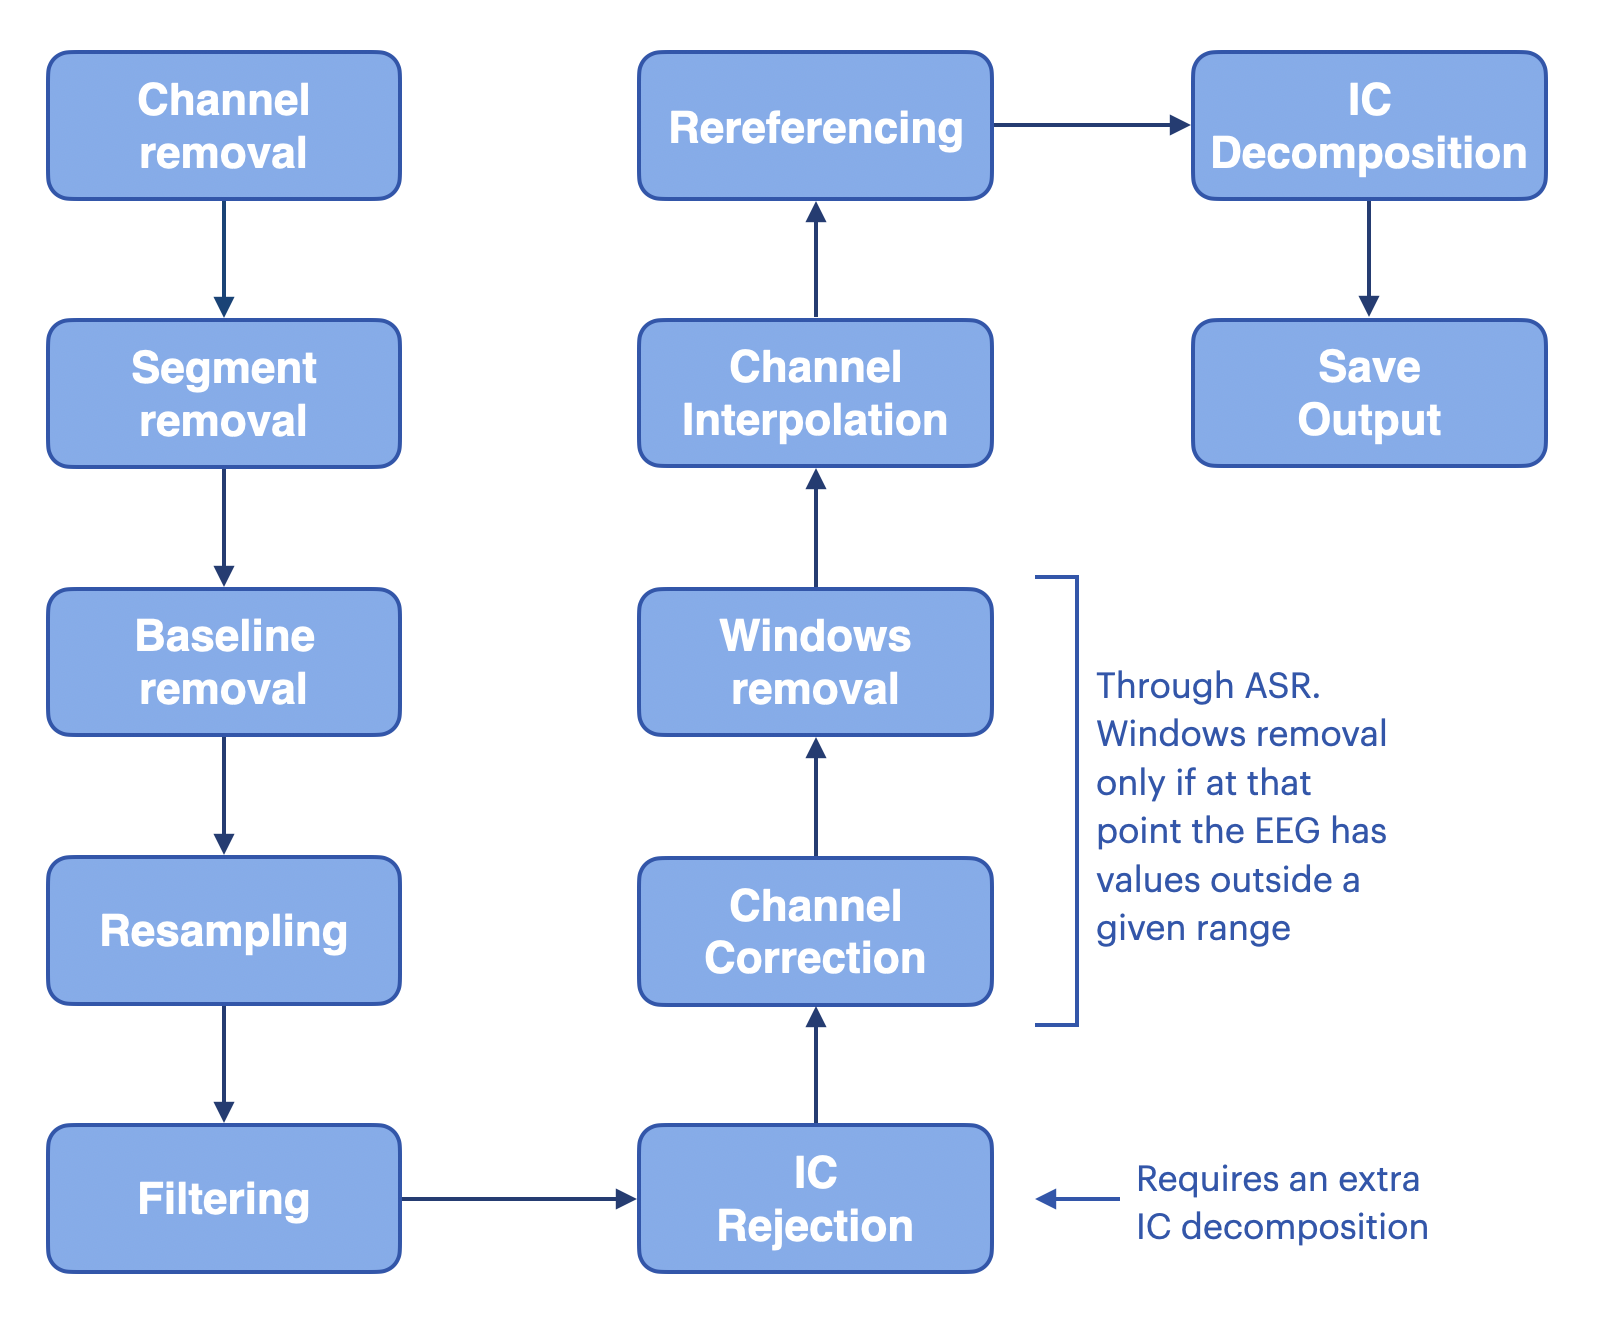 Channel
removal
Segment
removal
Baseline
removal
Resampling
Filtering
IC
Rejection
Requires an extra
IC decomposition
Channel
Correction
Windows
removal
Through ASR.
Windows removal
only if at that
point the EEG has
values outside a
given range
Channel
Interpolation
Rereferencing
IC
Decomposition
Save
Output